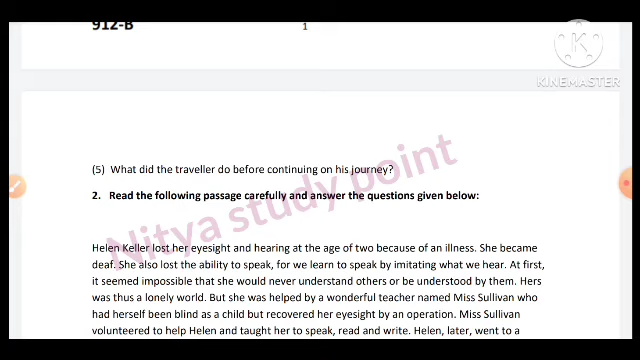 912-B
1
K
KINEMASTER
(5) What did the traveller do before continuing on his journey?
2. Read the following passage carefully and answer the questions given below:
Nitya study point
Helen Keller lost her eyesight and hearing at the age of two because of an illness. She became
deaf. She also lost the ability to speak, for we learn to speak by imitating what we hear. At first,
it seemed impossible that she would never understand others or be understood by them. Hers
was thus a lonely world. But she was helped by a wonderful teacher named Miss Sullivan who
had herself been blind as a child but recovered her eyesight by an operation. Miss Sullivan
volunteered to help Helen and taught her to speak, read and write. Helen, later, went to a